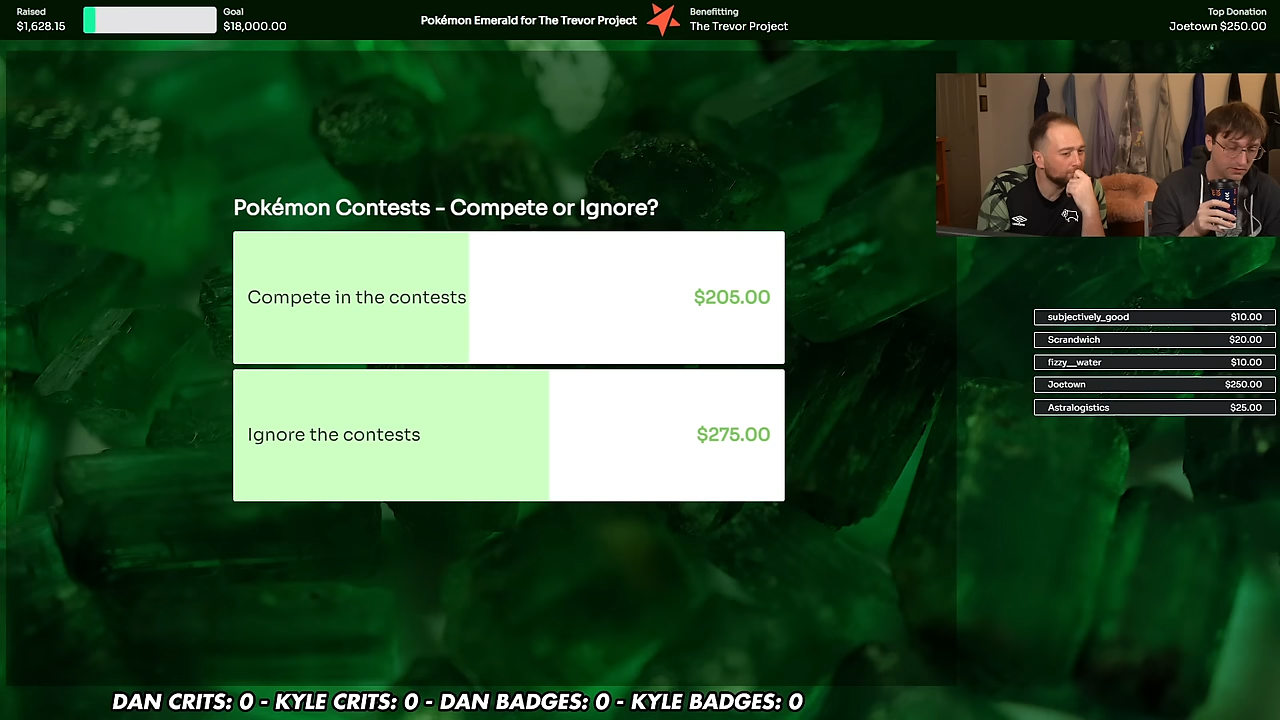 Raised
$1,628.15
Goal
$18,000.00
Pokémon Emerald for The Trevor Project
Benefitting
The Trevor Project
Top Donation
Joetown $250.00
Pokémon Contests - Compete or Ignore?
Compete in the contests $205.00
Ignore the contests $275.00
subjectively_good $10.00
Scrandwich $20.00
fizzy__water $10.00
Joetown $250.00
Astralogistics $25.00
DAN CRITS: 0 - KYLE CRITS: 0 - DAN BADGES: 0 - KYLE BADGES: 0